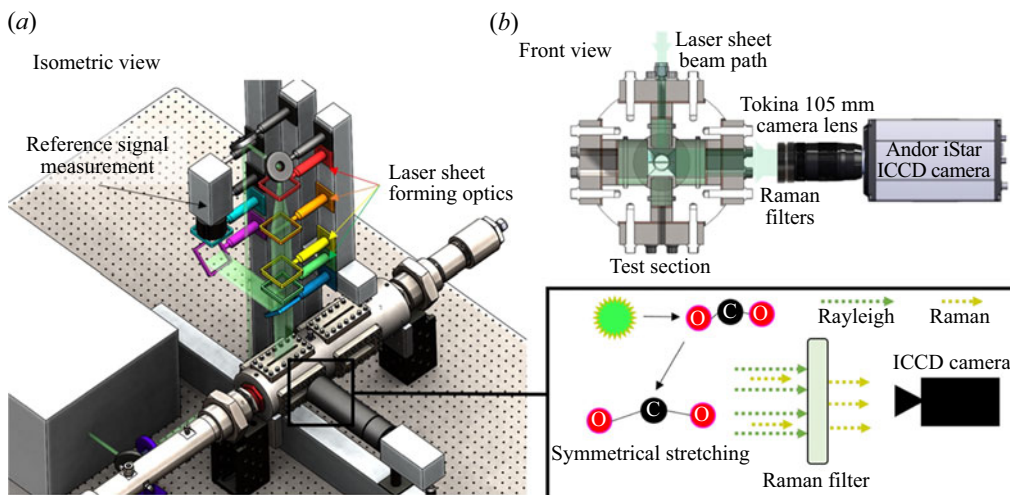 (a)
Isometric view
Reference signal
measurement
Laser sheet
forming optics
(b)
Front view
Laser sheet
beam path
Tokina 105 mm
camera lens
Andor iStar
ICCD camera
Raman
filters
Test section
O
C
O
Rayleigh
Raman
ICCD camera
O
C
O
Symmetrical stretching
Raman filter